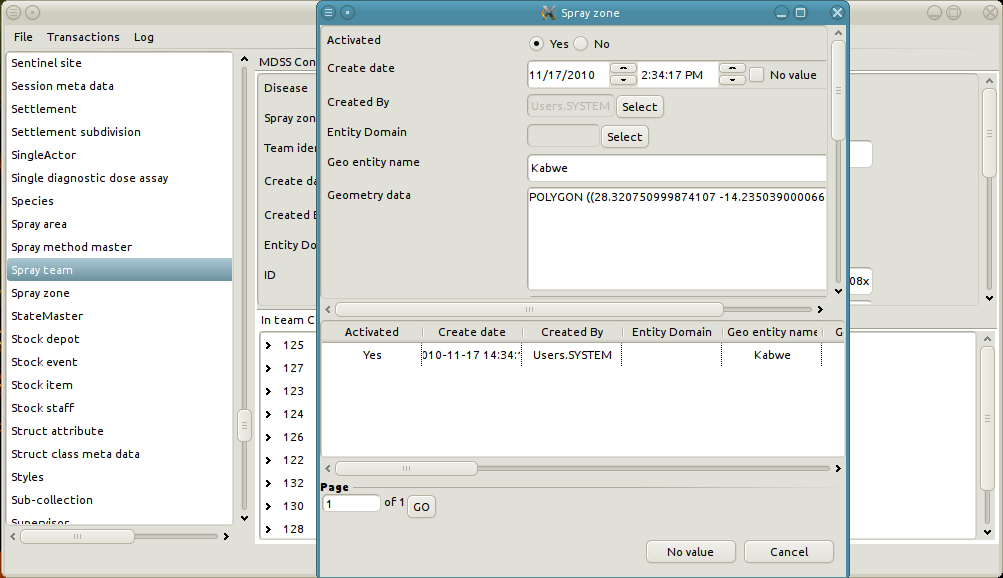 Spray zone
File Transactions Log
Sentinel site
Session meta data
Settlement
Settlement subdivision
SingleActor
Single diagnostic dose assay
Species
Spray area
Spray method master
Spray team
Spray zone
StateMaster
Stock depot
Stock event
Stock item
Stock staff
Struct attribute
Struct class meta data
Styles
Sub-collection
Supervisor
MDSS Con
Disease
Spray zon
Team iden
Create da
Created B
Entity Do
ID
08x
In team C
125
127
123
124
126
122
132
130
128
Activated Yes No
Create date 11/17/2010 2:34:17 PM No value
Created By Users.SYSTEM Select
Entity Domain Select
Geo entity name Kabwe
Geometry data POLYGON ((28.320750999874107 -14.235039000066
Activated Create date Created By Entity Domain Geo entity name G
Yes 010-11-17 14:34: Users.SYSTEM Kabwe
Page
1 of 1 GO
No value Cancel